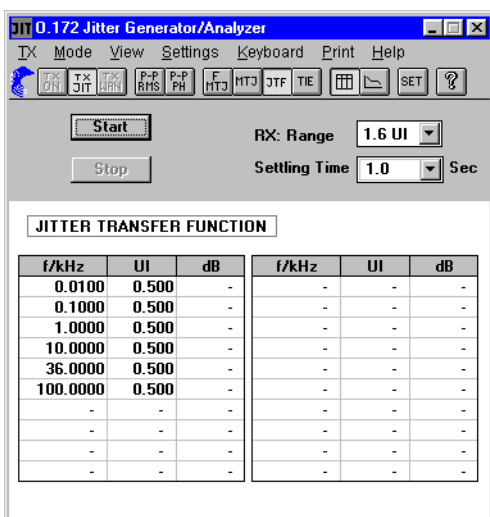 JIT O.172 Jitter Generator/Analyzer
TX Mode View Settings Keyboard Print Help
TX ON TX JIT TX WAN P-P RMS P-P PH F MTJ MTJ JTF TIE SET ?
Start
RX: Range 1.6 UI
Stop
Settling Time 1.0 Sec
JITTER TRANSFER FUNCTION
f/kHz UI dB f/kHz UI dB
0.0100 0.500 - - - -
0.1000 0.500 - - - -
1.0000 0.500 - - - -
10.0000 0.500 - - - -
36.0000 0.500 - - - -
100.0000 0.500 - - - -
- - - - - -
- - - - - -
- - - - - -
- - - - - -